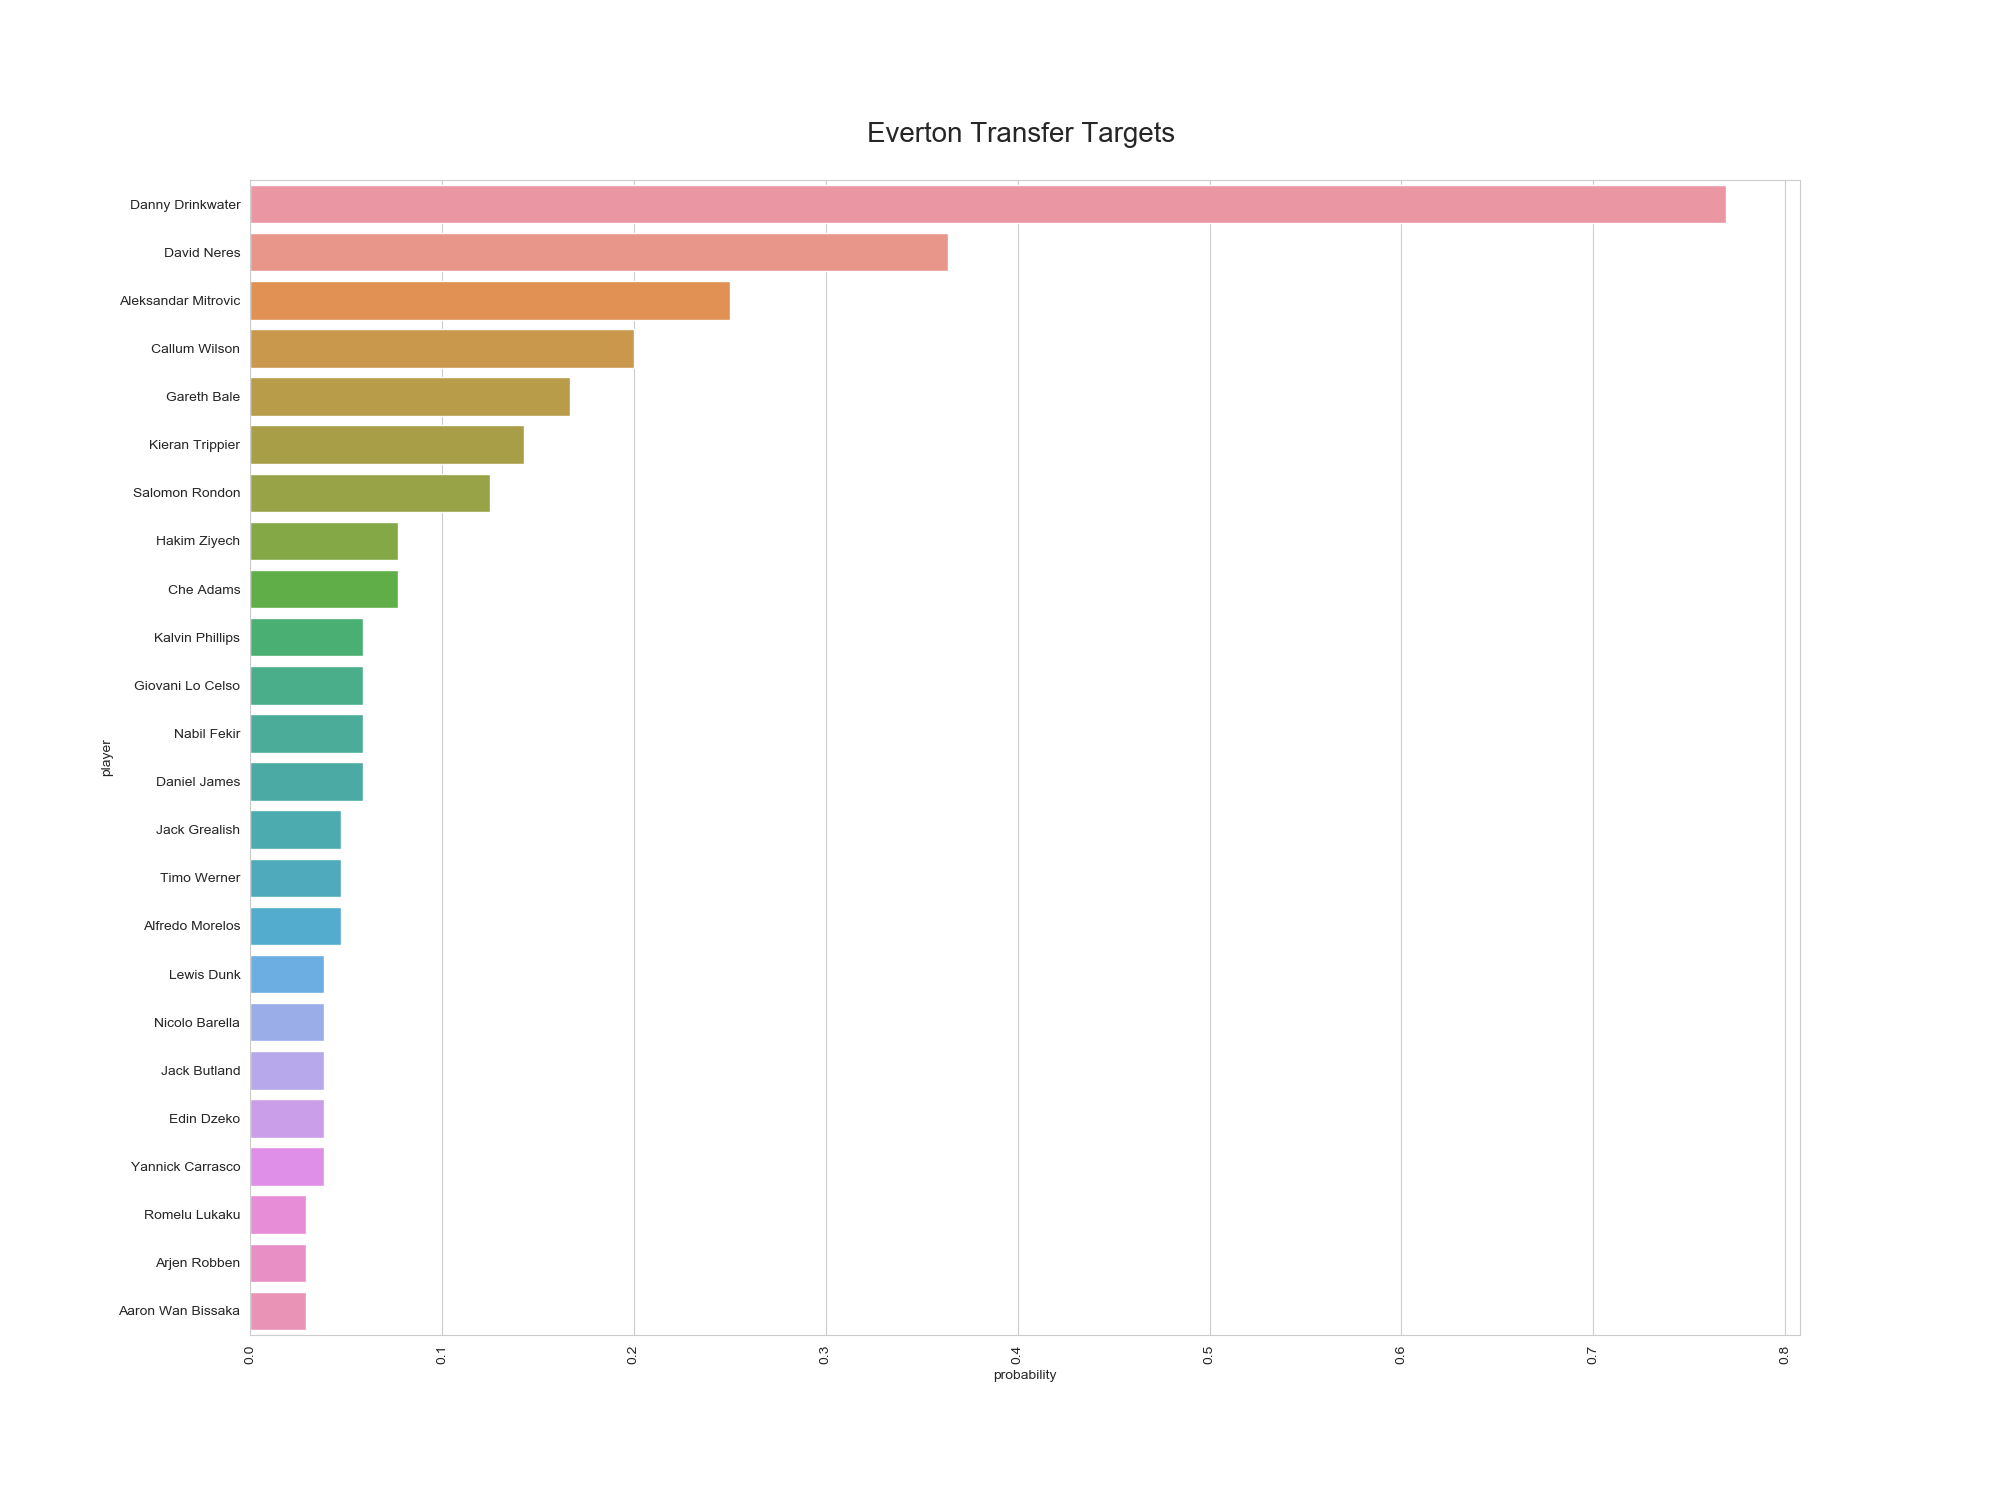 Everton Transfer Targets
Danny Drinkwater
David Neres
Aleksandar Mitrovic
Callum Wilson
Gareth Bale
Kieran Trippier
Salomon Rondon
Hakim Ziyech
Che Adams
Kalvin Phillips
Giovani Lo Celso
Nabil Fekir
Daniel James
Jack Grealish
Timo Werner
Alfredo Morelos
Lewis Dunk
Nicolo Barella
Jack Butland
Edin Dzeko
Yannick Carrasco
Romelu Lukaku
Arjen Robben
Aaron Wan Bissaka
player
0.0 0.1 0.2 0.3 0.4 0.5 0.6 0.7 0.8
probability